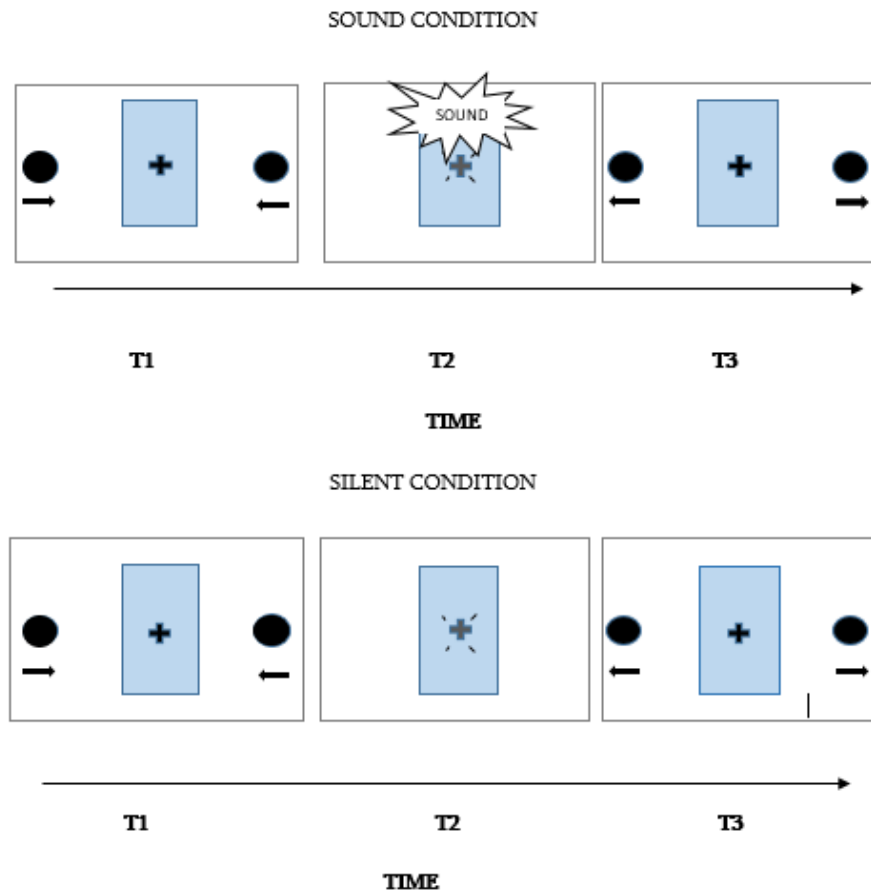 SOUND CONDITION
SOUND
T1 T2 T3
TIME
SILENT CONDITION
T1 T2 T3
TIME